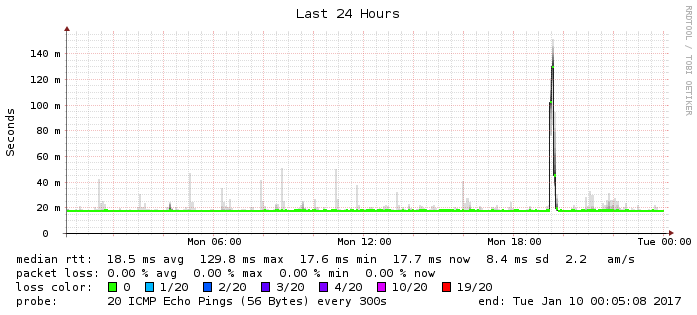 Last 24 Hours
RRDTOOL / TOBI OETIKER
Seconds
140 m
120 m
100 m
80 m
60 m
40 m
20 m
0
Mon 06:00 Mon 12:00 Mon 18:00 Tue 00:00
median rtt: 18.5 ms avg 129.8 ms max 17.6 ms min 17.7 ms now 8.4 ms sd 2.2 am/s
packet loss: 0.00 % avg 0.00 % max 0.00 % min 0.00 % now
loss color: 0 1/20 2/20 3/20 4/20 10/20 19/20
probe: 20 ICMP Echo Pings (56 Bytes) every 300s end: Tue Jan 10 00:05:08 2017